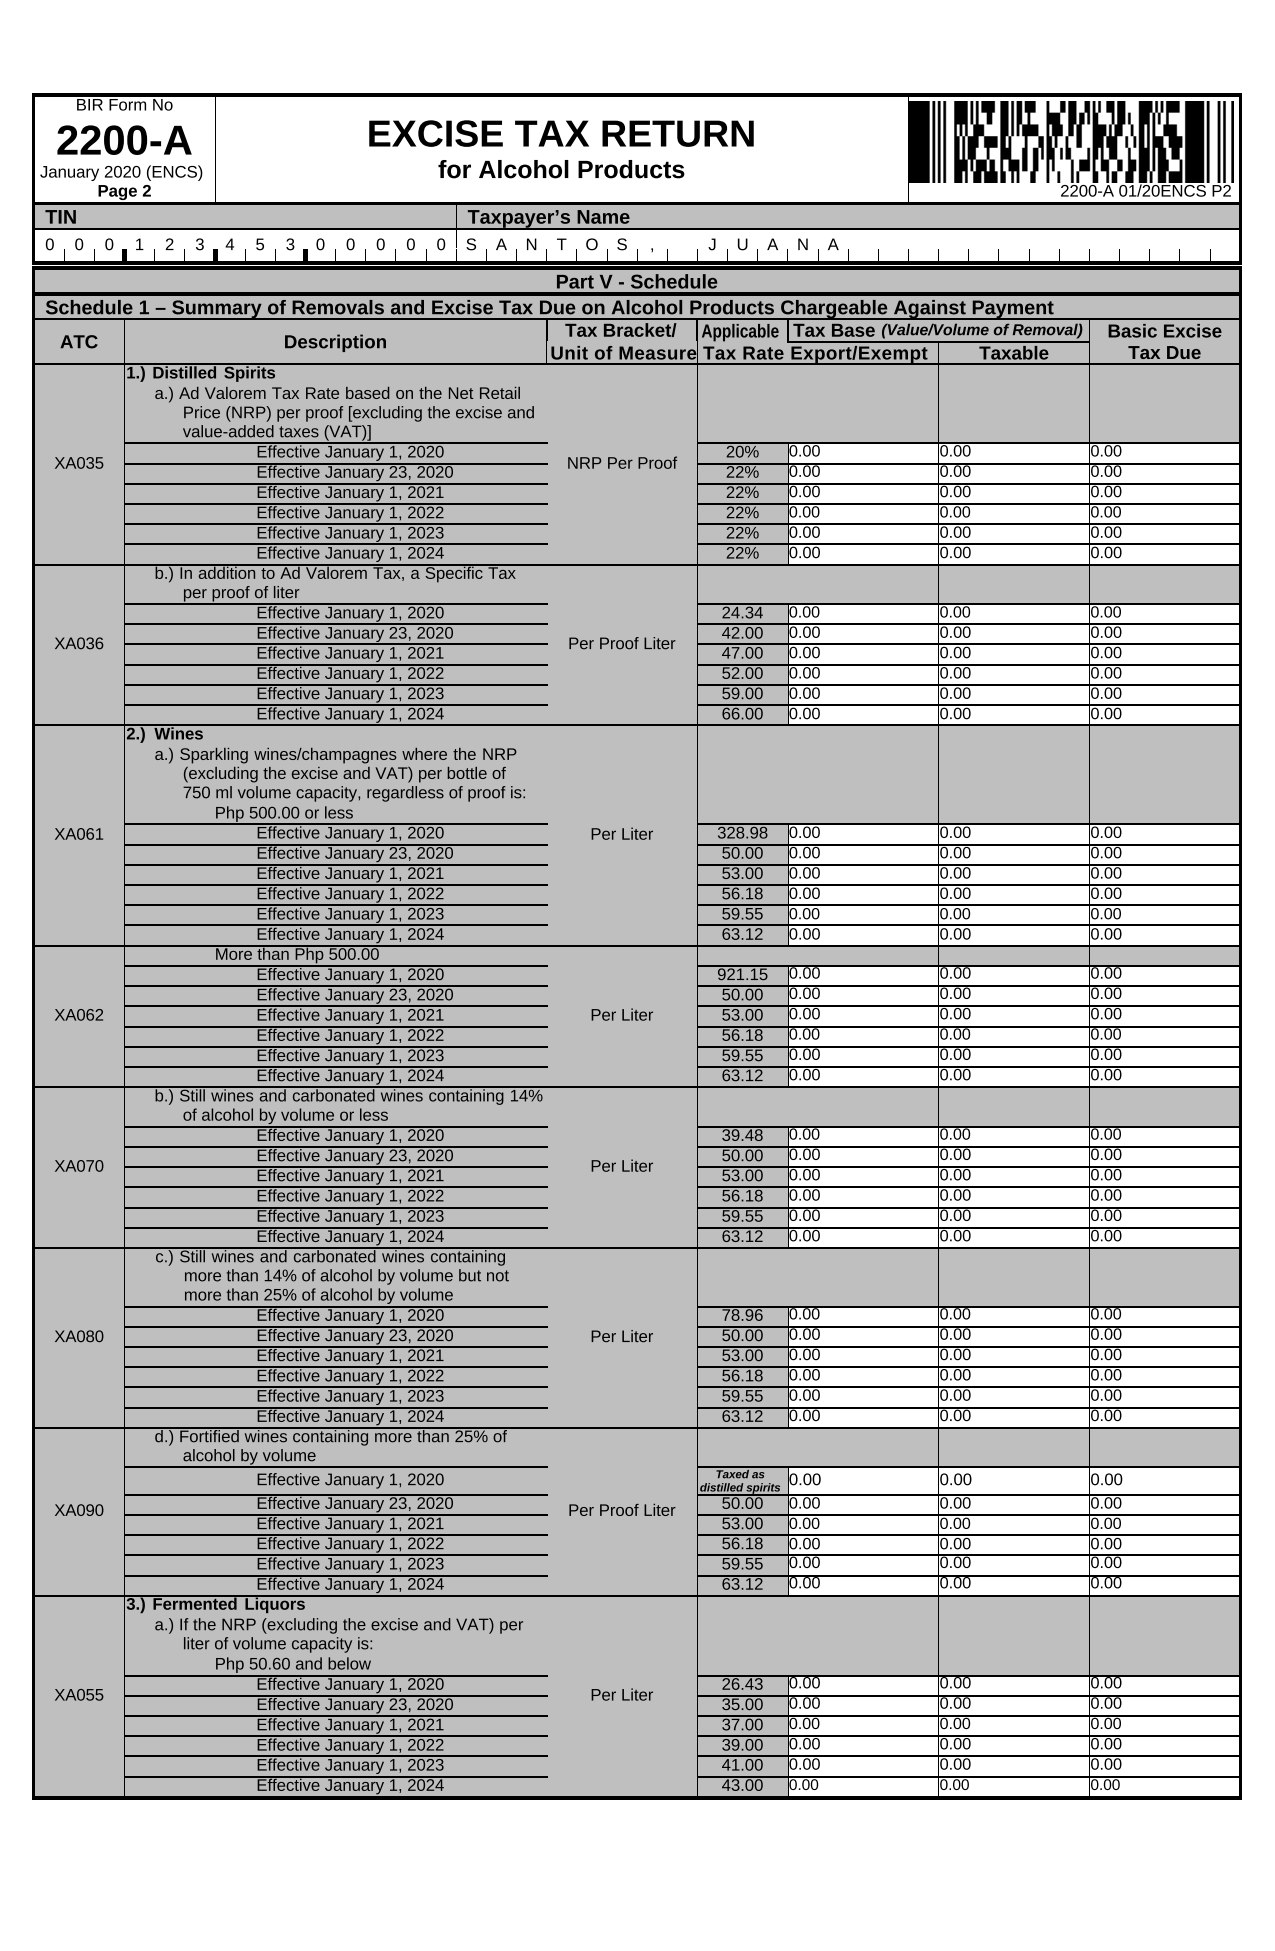 BIR Form No
2200-A
January 2020 (ENCS)
Page 2
EXCISE TAX RETURN
for Alcohol Products
2200-A 01/20ENCS P2
TIN Taxpayer’s Name
0 0 0 1 2 3 4 5 3 0 0 0 0 0 S A N T O S , J U A N A
Part V - Schedule
Schedule 1 – Summary of Removals and Excise Tax Due on Alcohol Products Chargeable Against Payment
ATC Description Tax Bracket/ Unit of Measure Applicable Tax Rate Tax Base (Value/Volume of Removal) Export/Exempt Taxable Basic Excise Tax Due
1.) Distilled Spirits
a.) Ad Valorem Tax Rate based on the Net Retail
Price (NRP) per proof [excluding the excise and
value-added taxes (VAT)]
XA035 NRP Per Proof
Effective January 1, 2020 20% 0.00 0.00 0.00
Effective January 23, 2020 22% 0.00 0.00 0.00
Effective January 1, 2021 22% 0.00 0.00 0.00
Effective January 1, 2022 22% 0.00 0.00 0.00
Effective January 1, 2023 22% 0.00 0.00 0.00
Effective January 1, 2024 22% 0.00 0.00 0.00
b.) In addition to Ad Valorem Tax, a Specific Tax
per proof of liter
XA036 Per Proof Liter
Effective January 1, 2020 24.34 0.00 0.00 0.00
Effective January 23, 2020 42.00 0.00 0.00 0.00
Effective January 1, 2021 47.00 0.00 0.00 0.00
Effective January 1, 2022 52.00 0.00 0.00 0.00
Effective January 1, 2023 59.00 0.00 0.00 0.00
Effective January 1, 2024 66.00 0.00 0.00 0.00
2.) Wines
a.) Sparkling wines/champagnes where the NRP
(excluding the excise and VAT) per bottle of
750 ml volume capacity, regardless of proof is:
Php 500.00 or less
XA061 Per Liter
Effective January 1, 2020 328.98 0.00 0.00 0.00
Effective January 23, 2020 50.00 0.00 0.00 0.00
Effective January 1, 2021 53.00 0.00 0.00 0.00
Effective January 1, 2022 56.18 0.00 0.00 0.00
Effective January 1, 2023 59.55 0.00 0.00 0.00
Effective January 1, 2024 63.12 0.00 0.00 0.00
More than Php 500.00
XA062 Per Liter
Effective January 1, 2020 921.15 0.00 0.00 0.00
Effective January 23, 2020 50.00 0.00 0.00 0.00
Effective January 1, 2021 53.00 0.00 0.00 0.00
Effective January 1, 2022 56.18 0.00 0.00 0.00
Effective January 1, 2023 59.55 0.00 0.00 0.00
Effective January 1, 2024 63.12 0.00 0.00 0.00
b.) Still wines and carbonated wines containing 14%
of alcohol by volume or less
XA070 Per Liter
Effective January 1, 2020 39.48 0.00 0.00 0.00
Effective January 23, 2020 50.00 0.00 0.00 0.00
Effective January 1, 2021 53.00 0.00 0.00 0.00
Effective January 1, 2022 56.18 0.00 0.00 0.00
Effective January 1, 2023 59.55 0.00 0.00 0.00
Effective January 1, 2024 63.12 0.00 0.00 0.00
c.) Still wines and carbonated wines containing
more than 14% of alcohol by volume but not
more than 25% of alcohol by volume
XA080 Per Liter
Effective January 1, 2020 78.96 0.00 0.00 0.00
Effective January 23, 2020 50.00 0.00 0.00 0.00
Effective January 1, 2021 53.00 0.00 0.00 0.00
Effective January 1, 2022 56.18 0.00 0.00 0.00
Effective January 1, 2023 59.55 0.00 0.00 0.00
Effective January 1, 2024 63.12 0.00 0.00 0.00
d.) Fortified wines containing more than 25% of
alcohol by volume
XA090 Per Proof Liter
Effective January 1, 2020 Taxed as distilled spirits 0.00 0.00 0.00
Effective January 23, 2020 50.00 0.00 0.00 0.00
Effective January 1, 2021 53.00 0.00 0.00 0.00
Effective January 1, 2022 56.18 0.00 0.00 0.00
Effective January 1, 2023 59.55 0.00 0.00 0.00
Effective January 1, 2024 63.12 0.00 0.00 0.00
3.) Fermented Liquors
a.) If the NRP (excluding the excise and VAT) per
liter of volume capacity is:
Php 50.60 and below
XA055 Per Liter
Effective January 1, 2020 26.43 0.00 0.00 0.00
Effective January 23, 2020 35.00 0.00 0.00 0.00
Effective January 1, 2021 37.00 0.00 0.00 0.00
Effective January 1, 2022 39.00 0.00 0.00 0.00
Effective January 1, 2023 41.00 0.00 0.00 0.00
Effective January 1, 2024 43.00 0.00 0.00 0.00